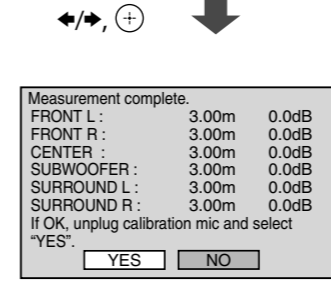 ←/→, ⊕
Measurement complete.
FRONT L : 3.00m 0.0dB
FRONT R : 3.00m 0.0dB
CENTER : 3.00m 0.0dB
SUBWOOFER : 3.00m 0.0dB
SURROUND L : 3.00m 0.0dB
SURROUND R : 3.00m 0.0dB
If OK, unplug calibration mic and select
“YES”.
YES NO